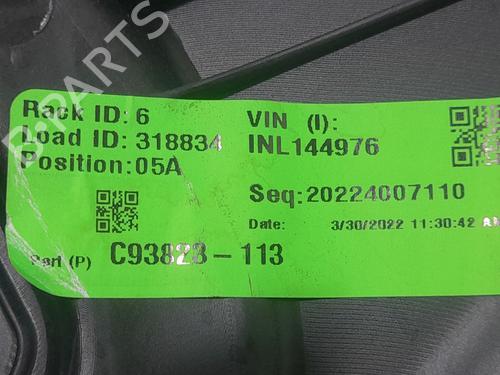 Rack ID: 6
Load ID: 318834
Position:05A
VIN (I):
INL144976
Seq:20224007110
Date: 3/30/2022 11:30:42 AM
Part (P) C93823-113